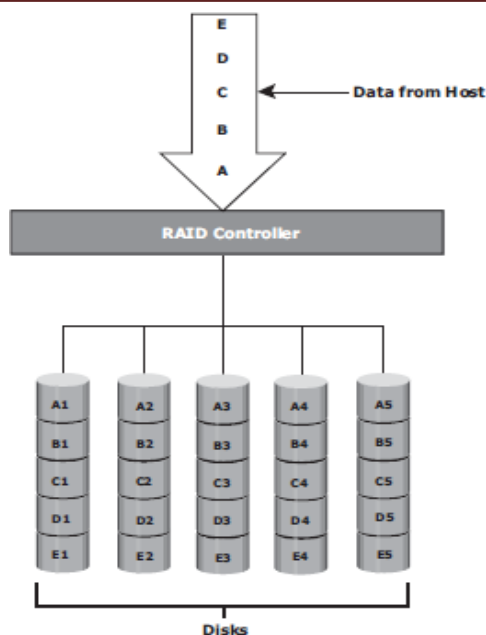 E
D
C
Data from Host
B
A
RAID Controller
A1 A2 A3 A4 A5
B1 B2 B3 B4 B5
C1 C2 C3 C4 C5
D1 D2 D3 D4 D5
E1 E2 E3 E4 E5
Disks